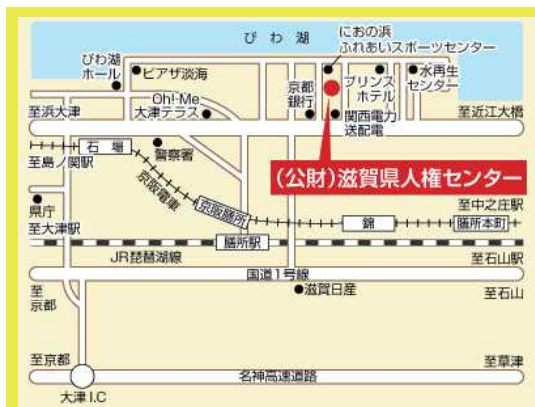 びわ湖
におの浜
ふれあいスポーツセンター
びわ湖
ホール
ピアザ淡海
京都
銀行
プリンス
ホテル
水再生
センター
Oh!-Me
大津テラス
関西電力
送配電
至浜大津
至近江大橋
石場
警察署
至島ノ関駅
(公財)滋賀県人権センター
京阪電車
京阪膳所
県庁
至中之庄駅
錦
膳所本町
至大津駅
膳所駅
JR琵琶湖線
至石山駅
国道1号線
至
京都
滋賀日産
至石山
至京都
名神高速道路
至草津
大津I.C